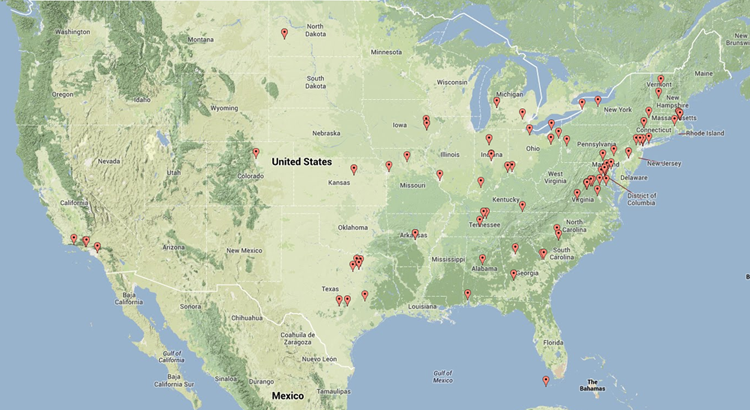 Washington
Montana
North
Dakota
Minnesota
Maine
New
Brunsw
Vermont
Oregon
Idaho
South
Dakota
Wisconsin
Michigan
New
Hampshire
Wyoming
New York
Massachusetts
Iowa
Nebraska
Connecticut
Rhode Island
Nevada
Utah
Colorado
United States
Illinois
Indiana
Ohio
Pennsylvania
Maryland
New Jersey
Kansas
Missouri
West
Virginia
Delaware
California
Kentucky
Virginia
District of
Columbia
Oklahoma
Arkansas
Tennessee
North
Carolina
Arizona
New Mexico
South
Carolina
Mississippi
Alabama
Georgia
Texas
Louisiana
Baja
California
Sonora
Chihuahua
Florida
Coahuila de
Zaragoza
Gulf of
California
Nuevo León
Baja
California Sur
Sinaloa
Durango
Tamaulipas
Gulf of
Mexico
The
Bahamas
Mexico